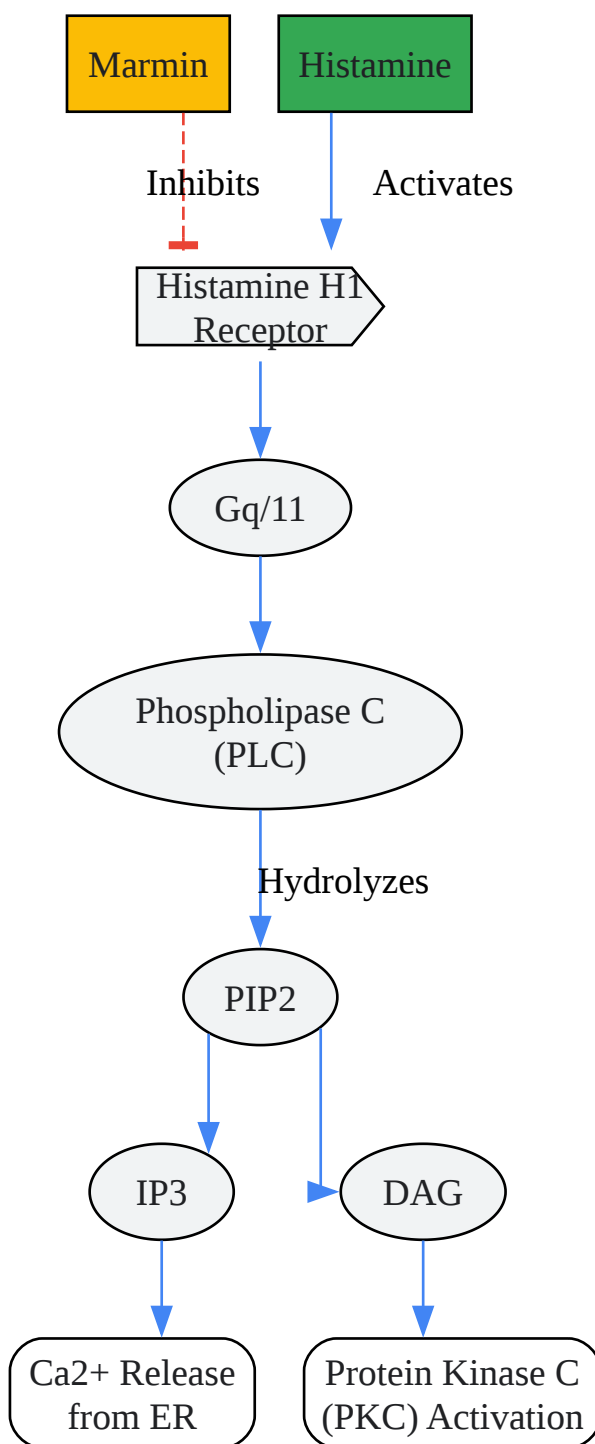 Marmin
Histamine
Inhibits
Activates
Histamine H1
Receptor
Gq/11
Phospholipase C
(PLC)
Hydrolyzes
PIP2
IP3
DAG
Ca2+ Release
from ER
Protein Kinase C
(PKC) Activation